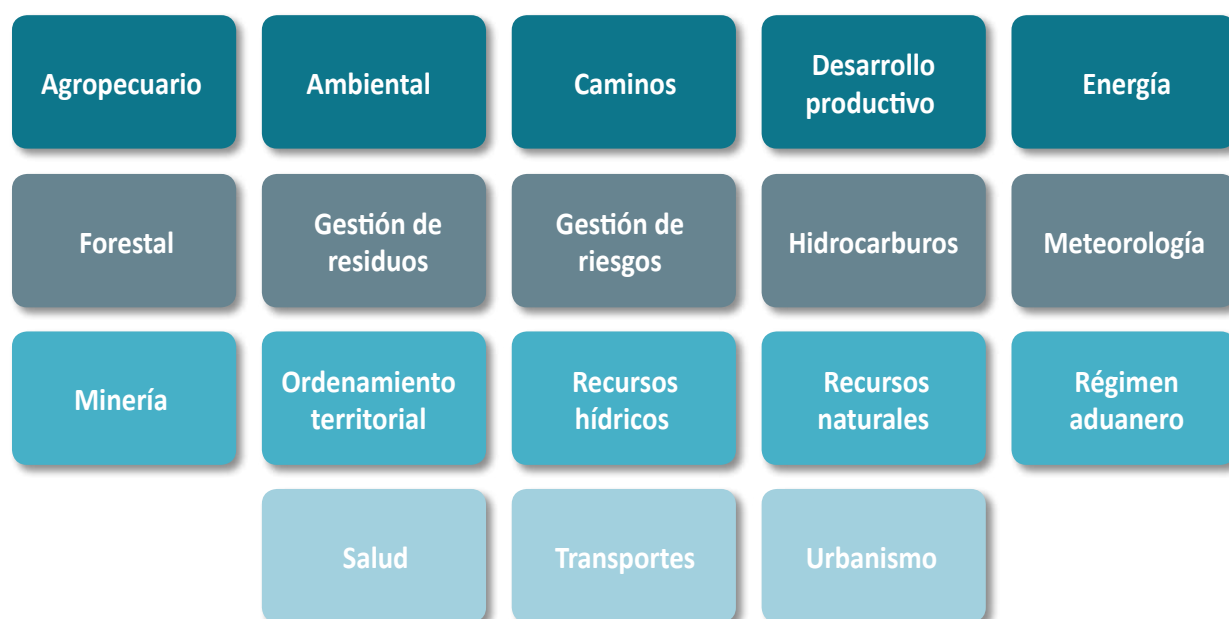 Agropecuario
Ambiental
Caminos
Desarrollo
productivo
Energía
Forestal
Gestión de
residuos
Gestión de
riesgos
Hidrocarburos
Meteorología
Minería
Ordenamiento
territorial
Recursos
hídricos
Recursos
naturales
Régimen
aduanero
Salud
Transportes
Urbanismo